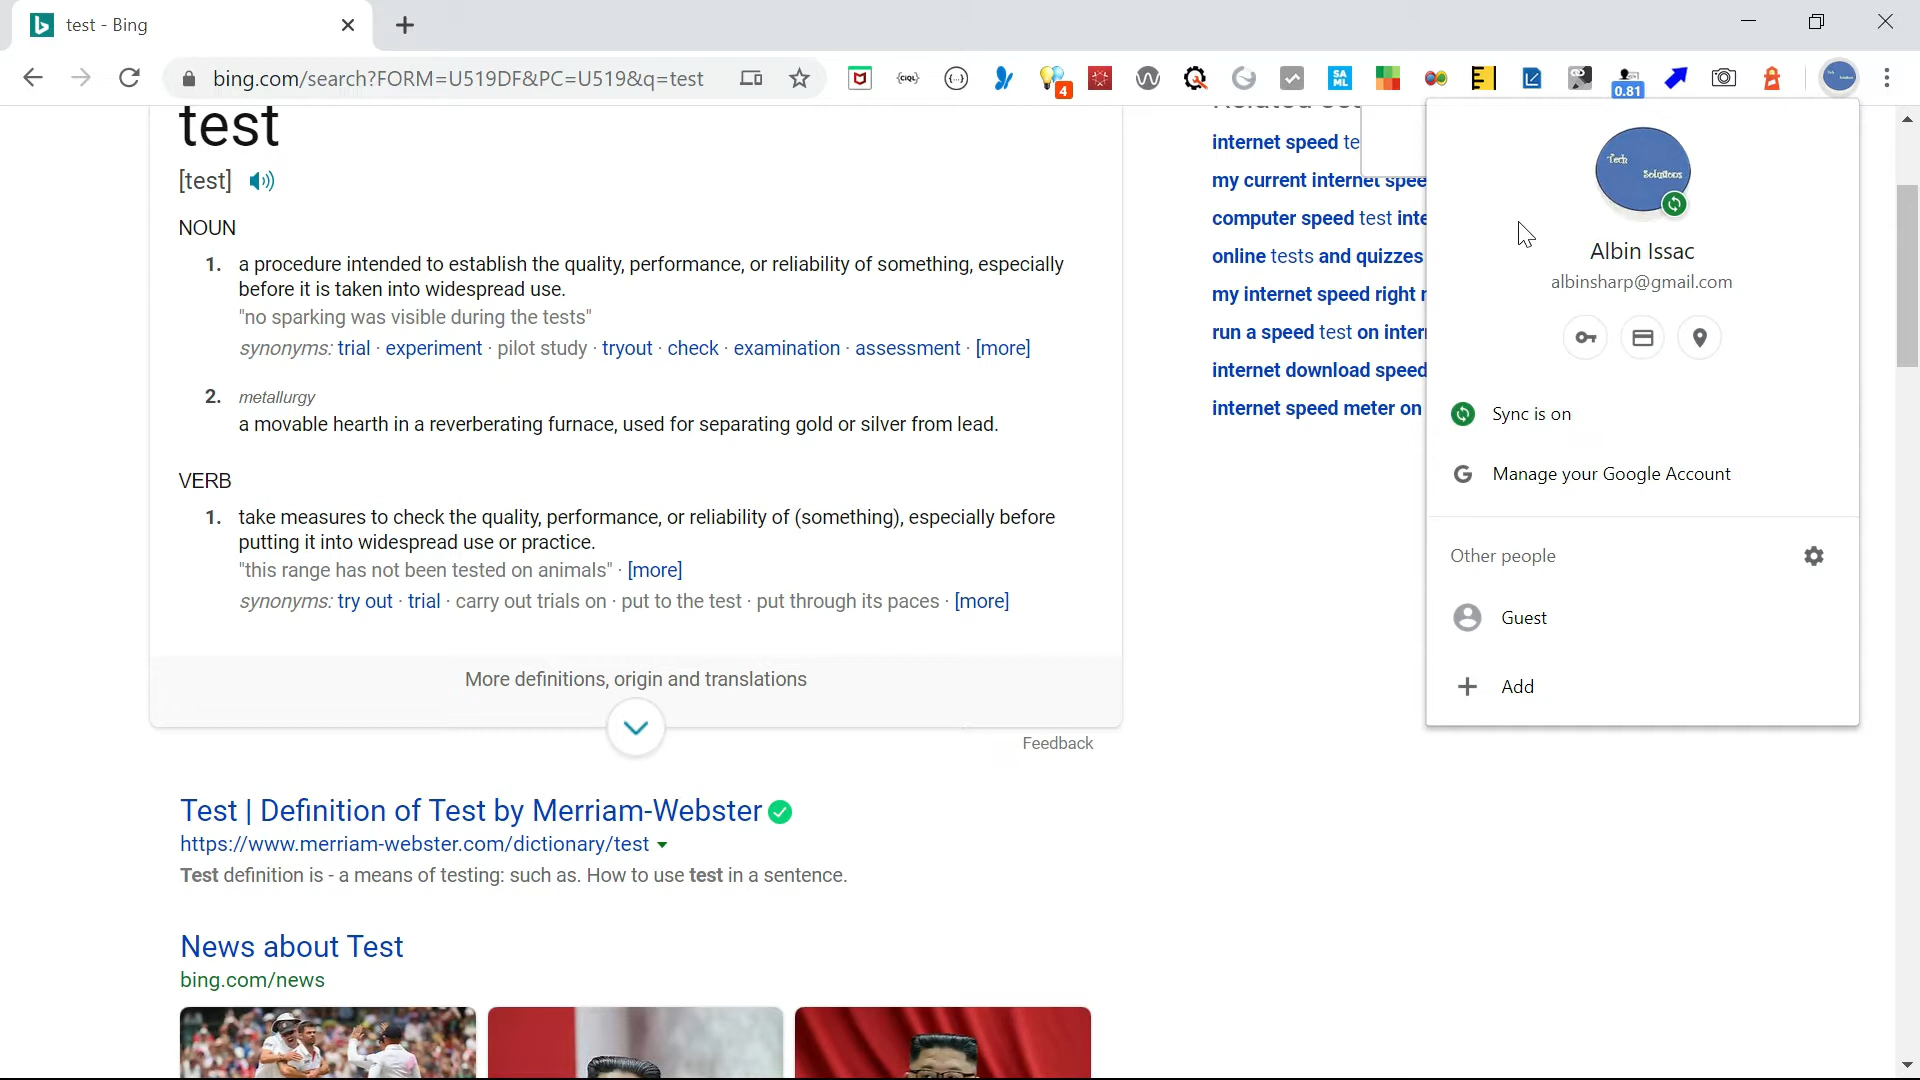 test - Bing
bing.com/search?FORM=U519DF&PC=U519&q=test
CIQL
{...}
4
SA
ML
0.81
test
[test]
NOUN
1. a procedure intended to establish the quality, performance, or reliability of something, especially
before it is taken into widespread use.
"no sparking was visible during the tests"
synonyms: trial · experiment · pilot study · tryout · check · examination · assessment · [more]
2. metallurgy
a movable hearth in a reverberating furnace, used for separating gold or silver from lead.
VERB
1. take measures to check the quality, performance, or reliability of (something), especially before
putting it into widespread use or practice.
"this range has not been tested on animals" · [more]
synonyms: try out · trial · carry out trials on · put to the test · put through its paces · [more]
More definitions, origin and translations
Feedback
Test | Definition of Test by Merriam-Webster
https://www.merriam-webster.com/dictionary/test
Test definition is - a means of testing: such as. How to use test in a sentence.
News about Test
bing.com/news
internet speed te
my current internet spee
computer speed test inte
online tests and quizzes
my internet speed right
run a speed test on inter
internet download speed
internet speed meter on
Tech
Solutions
Albin Issac
albinsharp@gmail.com
Sync is on
G Manage your Google Account
Other people
Guest
Add